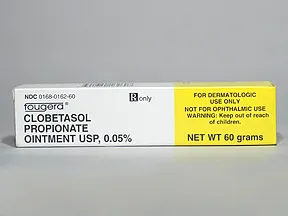 NDC 0168-0162-60
fougera®
CLOBETASOL
PROPIONATE
OINTMENT USP, 0.05%
Rx only
FOR DERMATOLOGIC
USE ONLY
NOT FOR OPHTHALMIC USE
WARNING: Keep out of reach
of children.
NET WT 60 grams